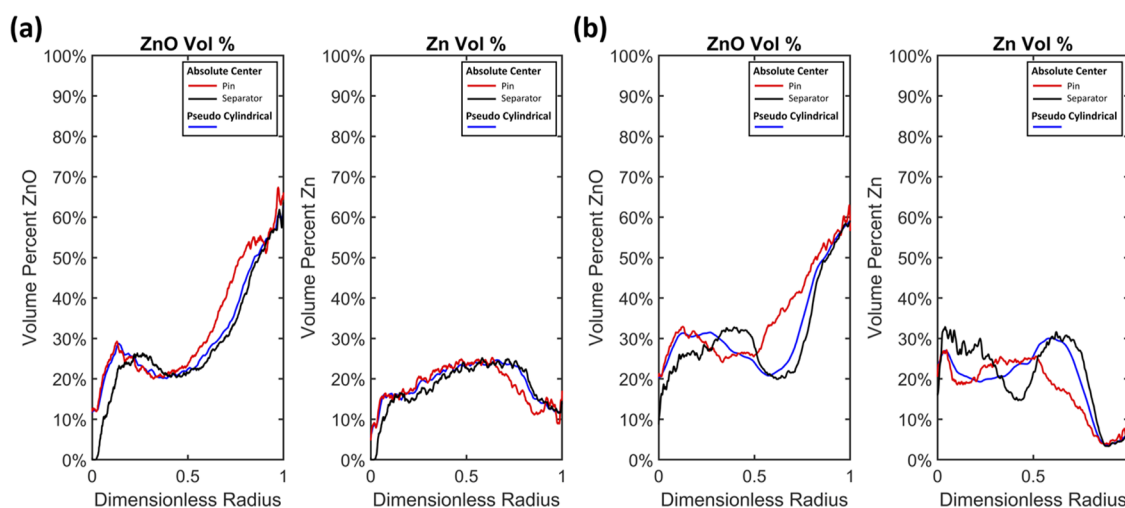 (a)
ZnO Vol %
Volume Percent ZnO
100%
90%
80%
70%
60%
50%
40%
30%
20%
10%
0%
Absolute Center
Pin
Separator
Pseudo Cylindrical
0
0.5
1
Dimensionless Radius
Zn Vol %
Volume Percent Zn
100%
90%
80%
70%
60%
50%
40%
30%
20%
10%
0%
Absolute Center
Pin
Separator
Pseudo Cylindrical
0
0.5
1
Dimensionless Radius
(b)
ZnO Vol %
Volume Percent ZnO
100%
90%
80%
70%
60%
50%
40%
30%
20%
10%
0%
Absolute Center
Pin
Separator
Pseudo Cylindrical
0
0.5
1
Dimensionless Radius
Zn Vol %
Volume Percent Zn
100%
90%
80%
70%
60%
50%
40%
30%
20%
10%
0%
Absolute Center
Pin
Separator
Pseudo Cylindrical
0
0.5
1
Dimensionless Radius